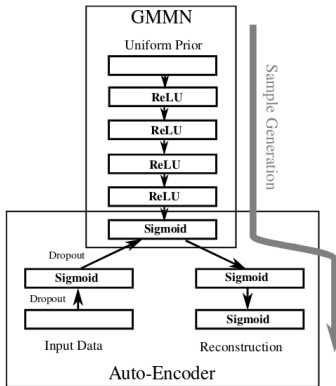 GMMN
Uniform Prior
ReLU
ReLU
ReLU
ReLU
Sigmoid
Sample Generation
Dropout
Sigmoid
Sigmoid
Dropout
Sigmoid
Input Data
Reconstruction
Auto-Encoder